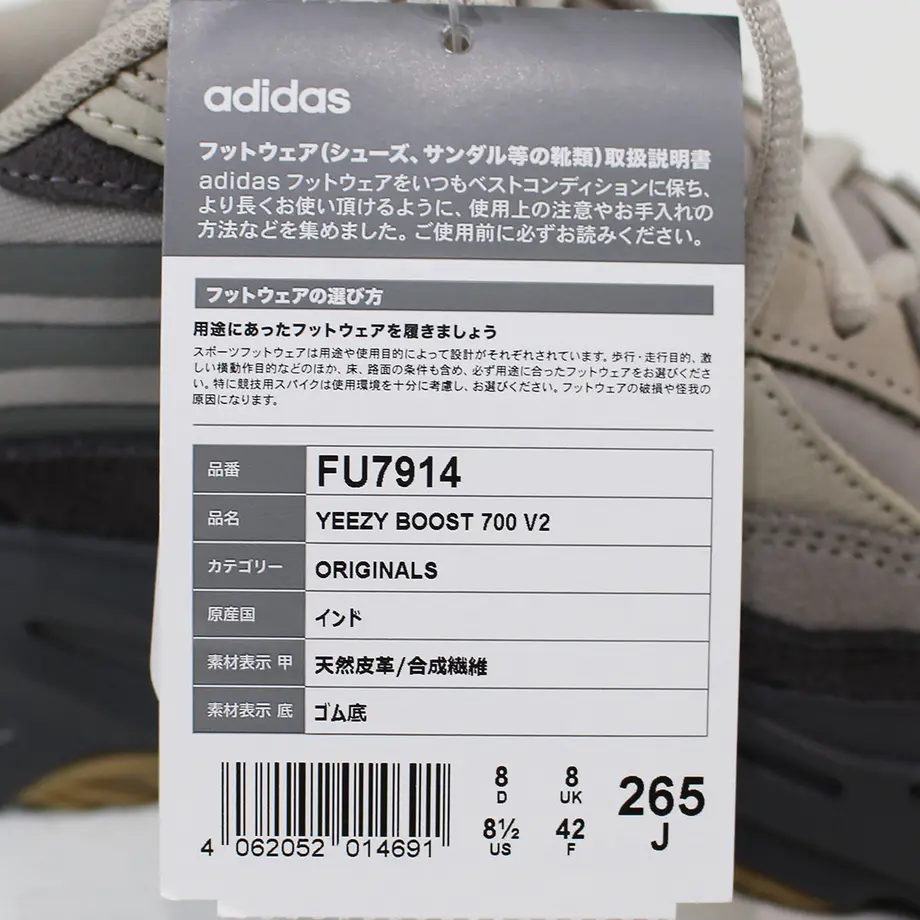 adidas
フットウェア(シューズ、サンダル等の靴類)取扱説明書
adidas フットウェアをいつもベストコンディションに保ち、
より長くお使い頂けるように、使用上の注意やお手入れの
方法などを集めました。ご使用前に必ずお読みください。
フットウェアの選び方
用途にあったフットウェアを履きましょう
スポーツフットウェアは用途や使用目的によって設計がそれぞれされています。歩行・走行目的、激
しい横動作目的などのほか、床、路面の条件も含め、必ず用途に合ったフットウェアをお選びくださ
い。特に競技用スパイクは使用環境を十分に考慮し、お選びください。フットウェアの破損や怪我の
原因になります。
品番 FU7914
品名 YEEZY BOOST 700 V2
カテゴリー ORIGINALS
原産国 インド
素材表示 甲 天然皮革/合成繊維
素材表示 底 ゴム底
8 8 265
D UK J
8½ 42
US F
4 062052 014691